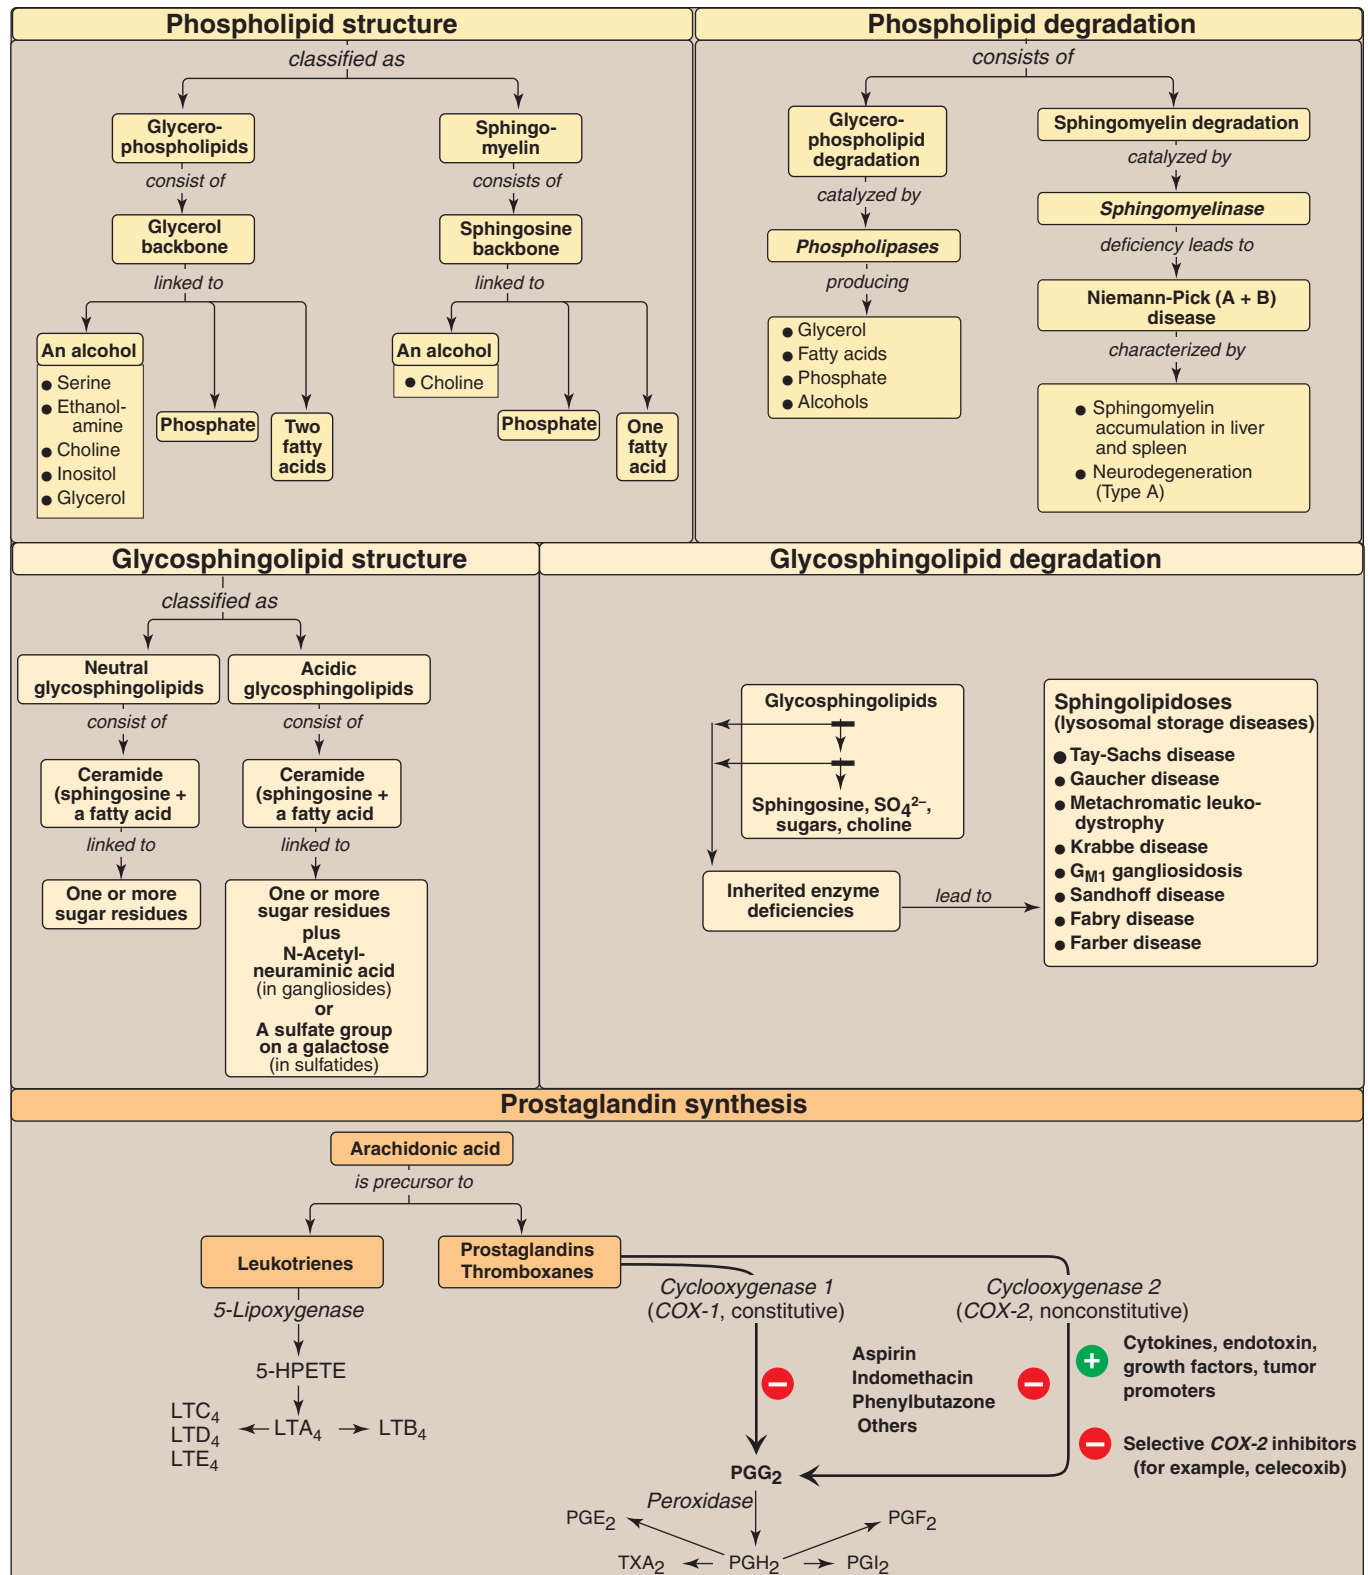 Phospholipid structure
classified as
Glycero-
phospholipids
consist of
Glycerol
backbone
linked to
An alcohol
● Serine
● Ethanol-
amine
● Choline
● Inositol
● Glycerol
Phosphate
Two
fatty
acids
Sphingo-
myelin
consists of
Sphingosine
backbone
linked to
An alcohol
● Choline
Phosphate
One
fatty
acid
Phospholipid degradation
consists of
Glycero-
phospholipid
degradation
catalyzed by
Phospholipases
producing
● Glycerol
● Fatty acids
● Phosphate
● Alcohols
Sphingomyelin degradation
catalyzed by
Sphingomyelinase
deficiency leads to
Niemann-Pick (A + B)
disease
characterized by
● Sphingomyelin
accumulation in liver
and spleen
● Neurodegeneration
(Type A)
Glycosphingolipid structure
classified as
Neutral
glycosphingolipids
consist of
Ceramide
(sphingosine +
a fatty acid
linked to
One or more
sugar residues
Acidic
glycosphingolipids
consist of
Ceramide
(sphingosine +
a fatty acid
linked to
One or more
sugar residues
plus
N-Acetyl-
neuraminic acid
(in gangliosides)
or
A sulfate group
on a galactose
(in sulfatides)
Glycosphingolipid degradation
Glycosphingolipids
Sphingosine, SO₄²⁻,
sugars, choline
Inherited enzyme
deficiencies
lead to
Sphingolipidoses
(lysosomal storage diseases)
● Tay-Sachs disease
● Gaucher disease
● Metachromatic leuko-
dystrophy
● Krabbe disease
● G_M1 gangliosidosis
● Sandhoff disease
● Fabry disease
● Farber disease
Prostaglandin synthesis
Arachidonic acid
is precursor to
Leukotrienes
5-Lipoxygenase
5-HPETE
LTC₄
LTD₄
LTE₄
LTA₄
LTB₄
Prostaglandins
Thromboxanes
Cyclooxygenase 1
(COX-1, constitutive)
Cyclooxygenase 2
(COX-2, nonconstitutive)
Aspirin
Indomethacin
Phenylbutazone
Others
−
−
+
Cytokines, endotoxin,
growth factors, tumor
promoters
−
Selective COX-2 inhibitors
(for example, celecoxib)
PGG₂
Peroxidase
PGE₂
PGF₂
TXA₂
PGH₂
PGI₂